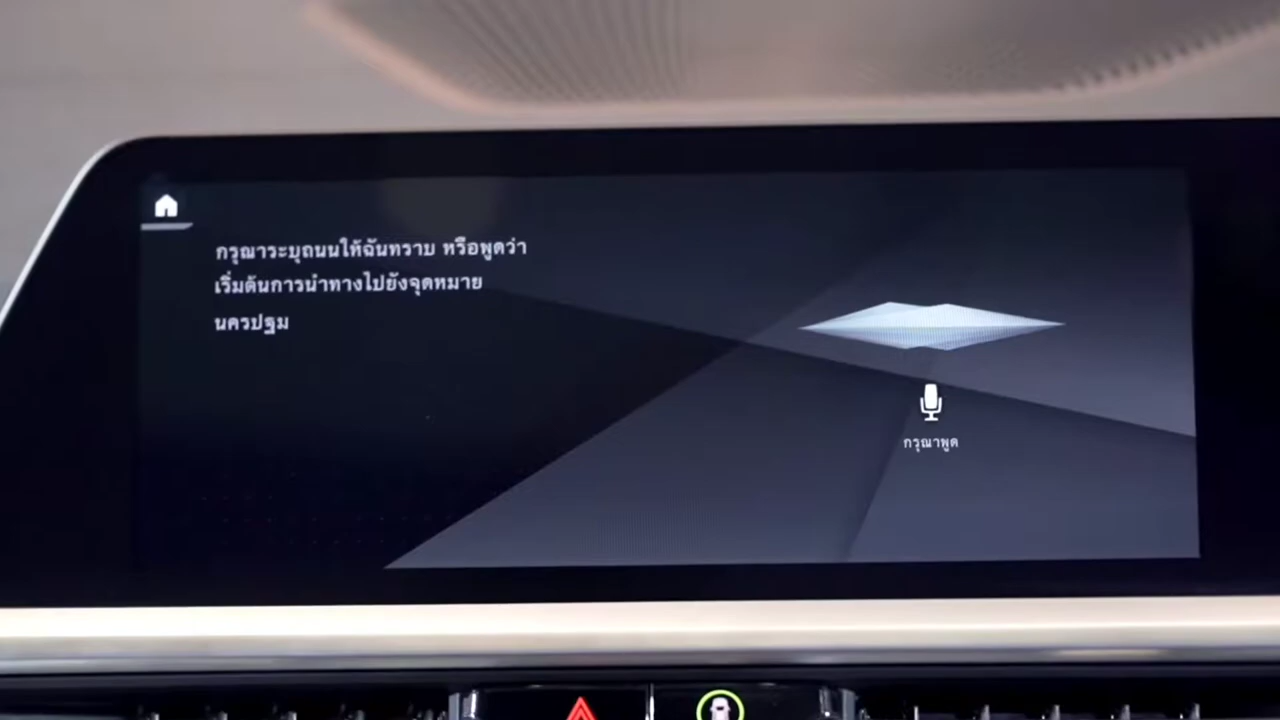 กรุณาระบุถนนให้ฉันทราบ หรือพูดว่า
เริ่มต้นการนำทางไปยังจุดหมาย
นครปฐม
กรุณาพูด